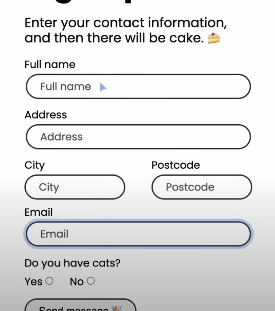 Enter your contact information,
and then there will be cake. 🍰
Full name
Full name
Address
Address
City Postcode
City Postcode
Email
Email
Do you have cats?
Yes No
Send message